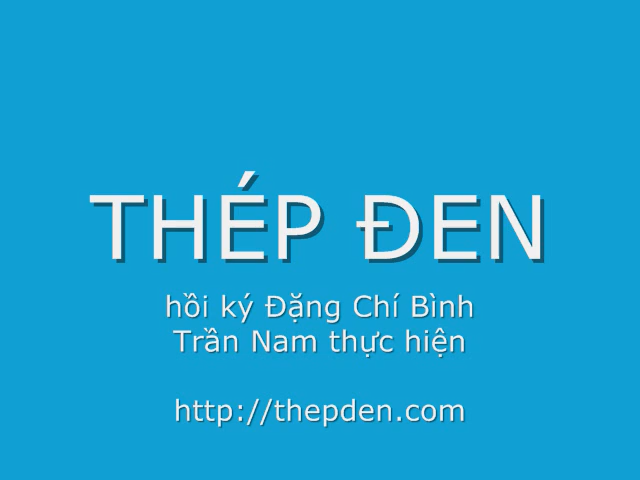 THÉP ĐEN
hồi ký Đặng Chí Bình
Trần Nam thực hiện
http://thepden.com